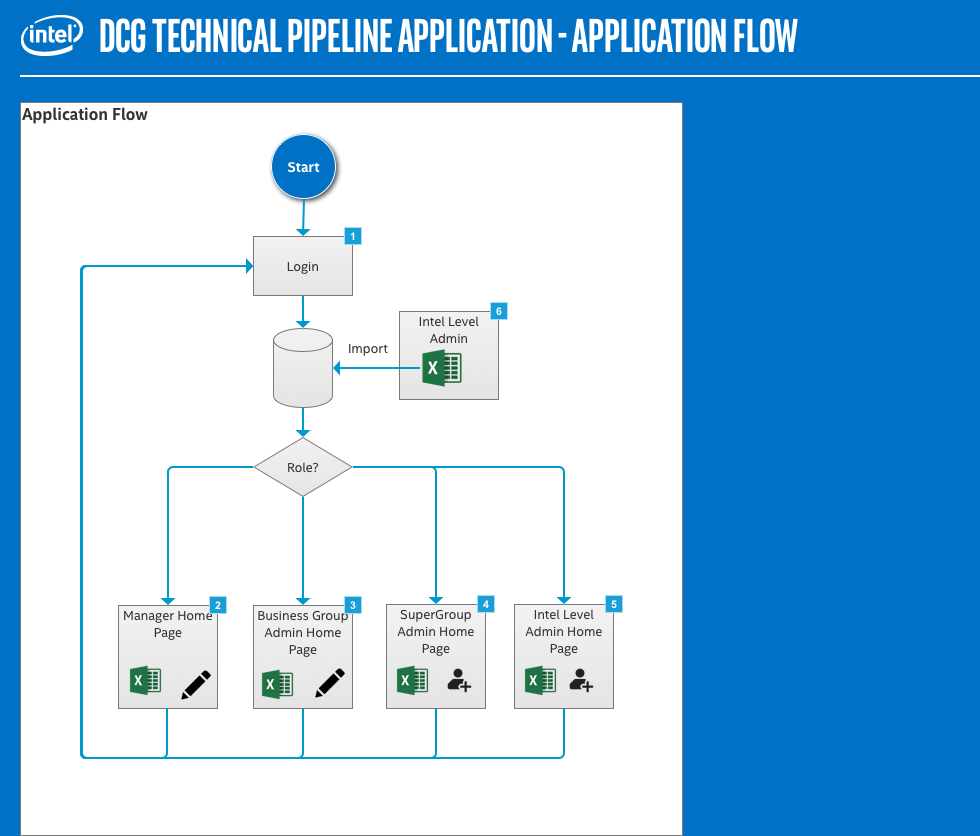 intel
DCG TECHNICAL PIPELINE APPLICATION - APPLICATION FLOW
Application Flow
Start
1
Login
6
Intel Level
Admin
Import
X
Role?
2
Manager Home
Page
X
3
Business Group
Admin Home
Page
X
4
SuperGroup
Admin Home
Page
X
5
Intel Level
Admin Home
Page
X